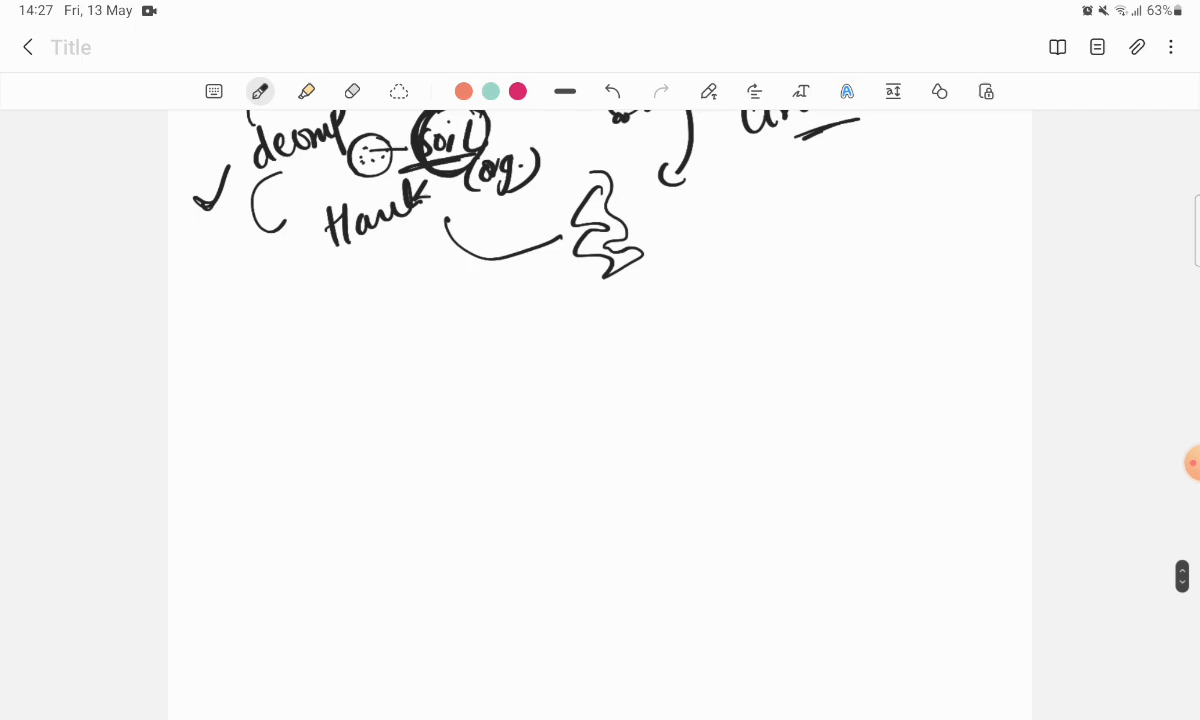 14:27 Fri, 13 May 63%
Title
decomp soil
(org.)
Hawk